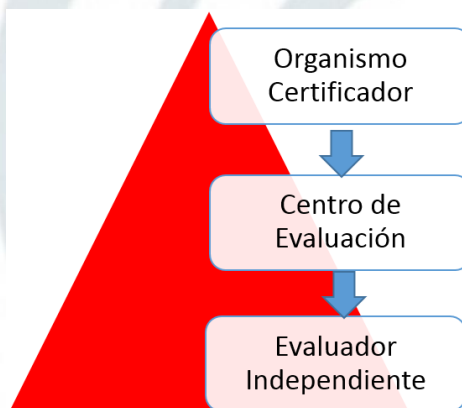 Organismo
Certificador
Centro de
Evaluación
Evaluador
Independiente